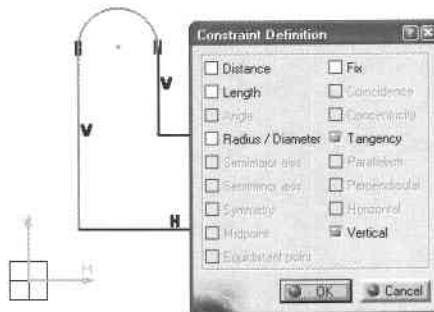 Constraint Definition
Distance
Fix
Length
Coincidence
Angle
Concentricity
Radius / Diameter
Tangency
Semimajor axis
Parallelism
Semiminor axis
Perpendicular
Symmetry
Horizontal
Midpoint
Vertical
Equidistant point
OK
Cancel
V
V
H
H